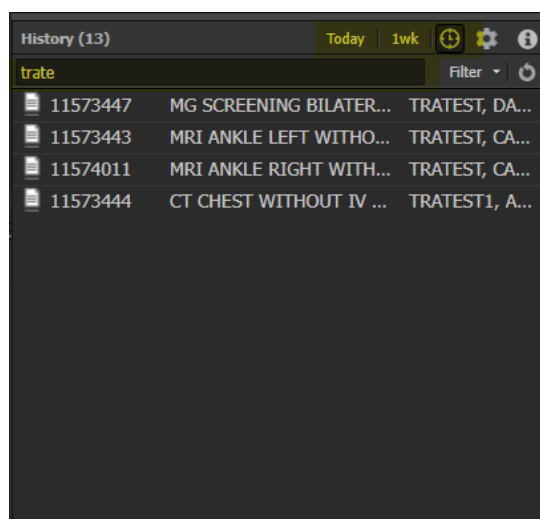 History (13) Today 1wk
trate Filter
11573447 MG SCREENING BILATER... TRATEST, DA...
11573443 MRI ANKLE LEFT WITHO... TRATEST, CA...
11574011 MRI ANKLE RIGHT WITH... TRATEST, CA...
11573444 CT CHEST WITHOUT IV ... TRATEST1, A...